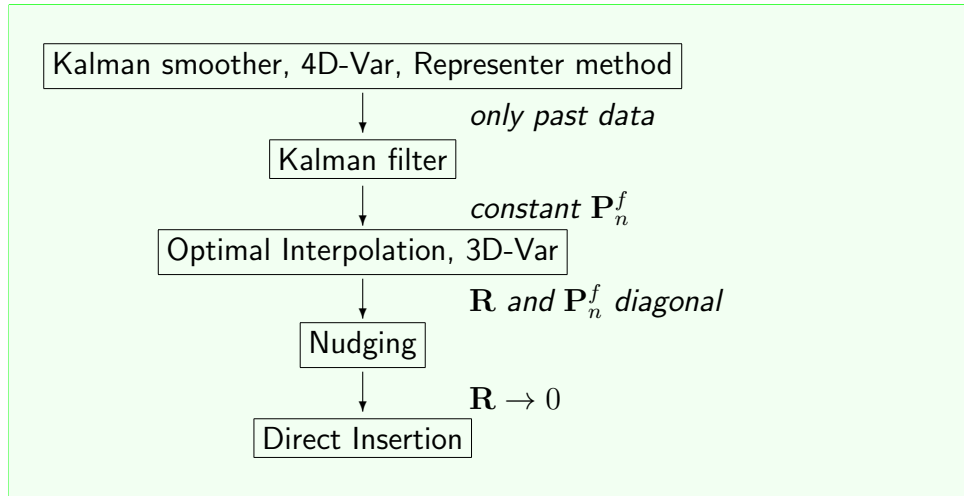 Kalman smoother, 4D-Var, Representer method
only past data
Kalman filter
constant P_n^f
Optimal Interpolation, 3D-Var
R and P_n^f diagonal
Nudging
R → 0
Direct Insertion